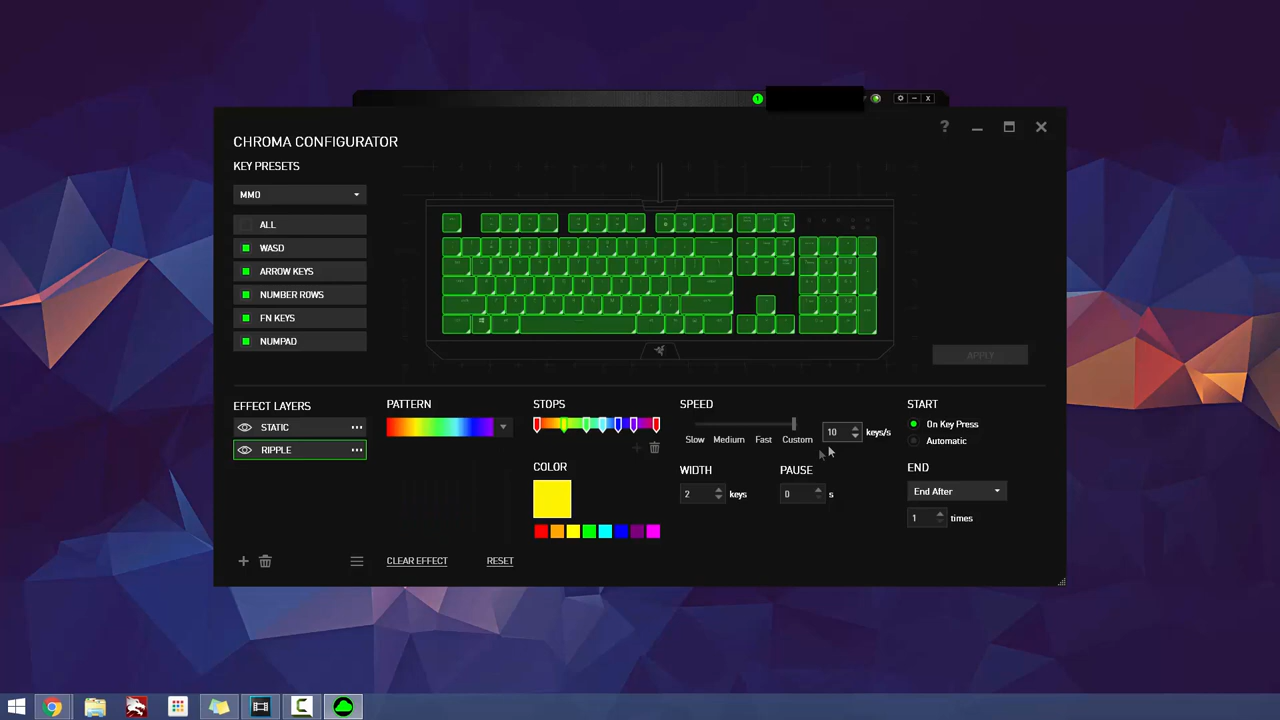 CHROMA CONFIGURATOR
KEY PRESETS
MMO
ALL
WASD
ARROW KEYS
NUMBER ROWS
FN KEYS
NUMPAD
APPLY
EFFECT LAYERS
STATIC
RIPPLE
PATTERN
CLEAR EFFECT
RESET
STOPS
COLOR
SPEED
Slow Medium Fast Custom
10 keys/s
WIDTH
2 keys
PAUSE
0 s
START
On Key Press
Automatic
END
End After
1 times